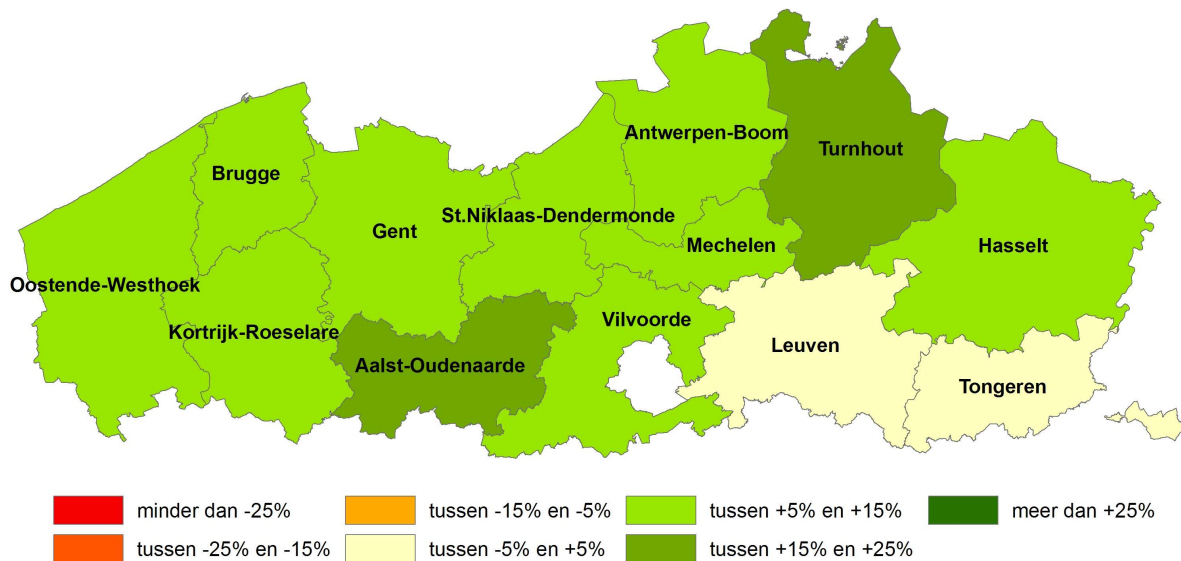 Antwerpen-Boom
Turnhout
Brugge
St.Niklaas-Dendermonde
Gent
Mechelen
Hasselt
Oostende-Westhoek
Kortrijk-Roeselare
Vilvoorde
Leuven
Aalst-Oudenaarde
Tongeren
minder dan -25%
tussen -15% en -5%
tussen +5% en +15%
meer dan +25%
tussen -25% en -15%
tussen -5% en +5%
tussen +15% en +25%